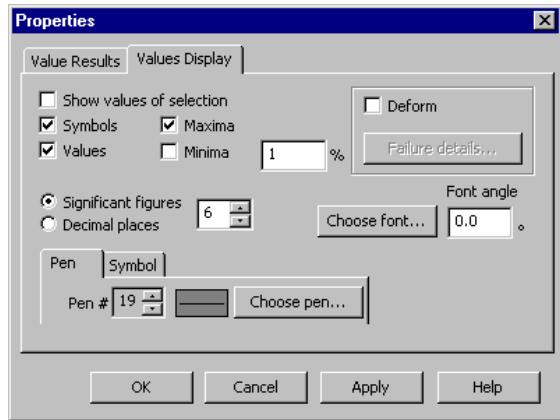 Properties
Value Results Values Display
Show values of selection
Deform
Symbols Maxima
Values Minima 1 %
Failure details...
Significant figures 6
Decimal places
Font angle
Choose font... 0.0 °
Pen Symbol
Pen # 19 Choose pen...
OK Cancel Apply Help